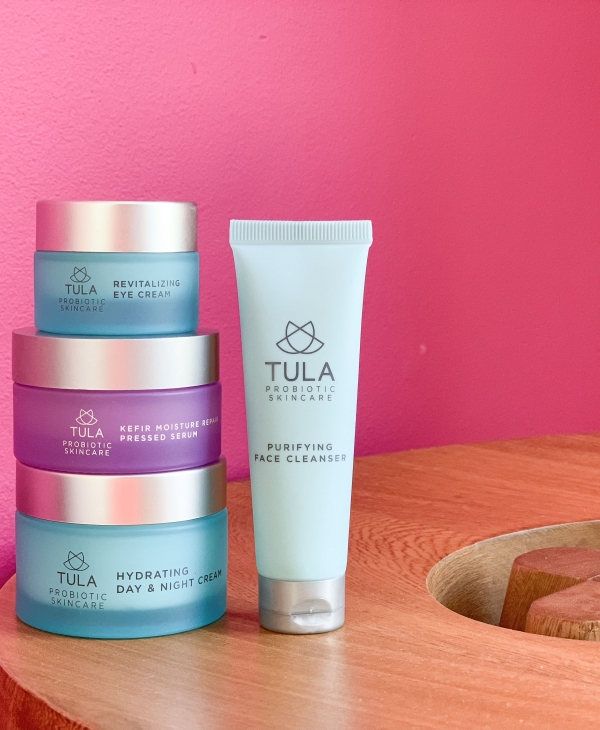 TULA
PROBIOTIC
SKINCARE
REVITALIZING
EYE CREAM
TULA
PROBIOTIC
SKINCARE
KEFIR MOISTURE REPAIR
PRESSED SERUM
TULA
PROBIOTIC
SKINCARE
HYDRATING
DAY & NIGHT CREAM
TULA
PROBIOTIC
SKINCARE
PURIFYING
FACE CLEANSER